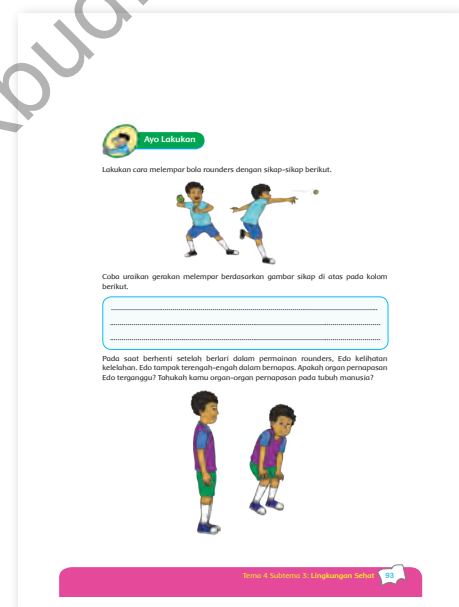 kbud
Ayo Lakukan
Lakukan cara melempar bola rounders dengan sikap-sikap berikut.
Coba uraikan gerakan melempar berdasarkan gambar sikap di atas pada kolom
berikut.
Pada saat berhenti setelah berlari dalam permainan rounders, Edo kelihatan
kelelahan. Edo tampak terengah-engah dalam bernapas. Apakah organ pernapasan
Edo terganggu? Tahukah kamu organ-organ pernapasan pada tubuh manusia?
Tema 4 Subtema 3: Lingkungan Sehat 93